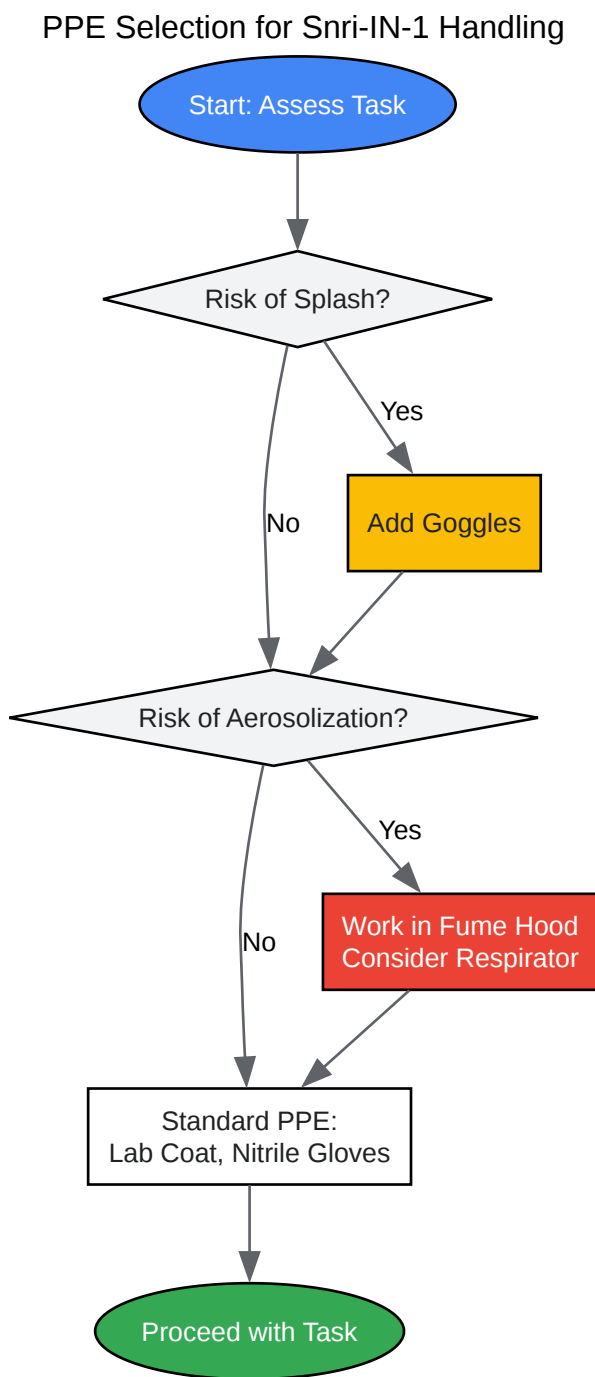 PPE Selection for Snri-IN-1 Handling
Start: Assess Task
Risk of Splash?
Yes
No
Add Goggles
Risk of Aerosolization?
Yes
No
Work in Fume Hood
Consider Respirator
Standard PPE:
Lab Coat, Nitrile Gloves
Proceed with Task